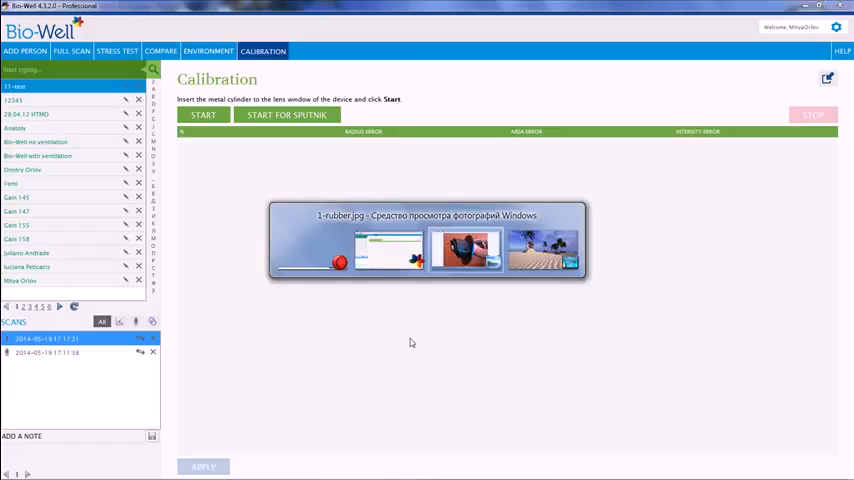 Bio-Well 4.3.2.0 - Professional
Bio-Well
Welcome, MityaOrlov
ADD PERSON FULL SCAN STRESS TEST COMPARE ENVIRONMENT CALIBRATION HELP
Start typing...
11-test
12345
28.04.12 ИТМО
Anatoly
Bio-Well no ventilation
Bio-Well with ventilation
Dmitry Orlov
Femi
Gain 145
Gain 147
Gain 155
Gain 158
Juliano Andrade
luciana Peticacis
Mitya Orlov
1 2 3 4 5 6
SCANS All
2014-05-19 17:17:21
2014-05-19 17:11:38
ADD A NOTE
1
Calibration
Insert the metal cylinder to the lens window of the device and click Start.
START START FOR SPUTNIK STOP
N RADIUS ERROR AREA ERROR INTENSITY ERROR
1-rubber.jpg - Средство просмотра фотографий Windows
APPLY